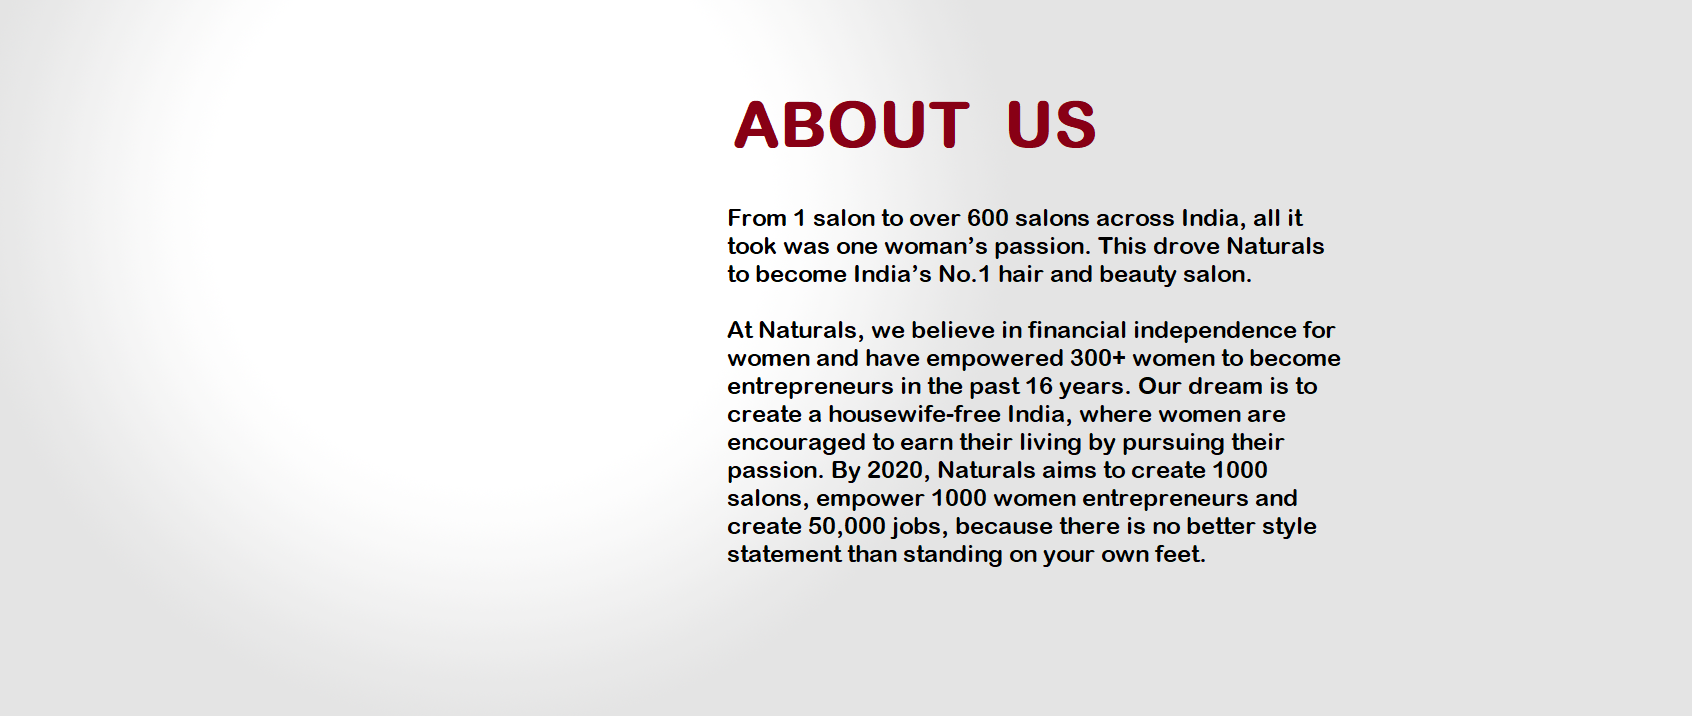 ABOUT US
From 1 salon to over 600 salons across India, all it
took was one woman’s passion. This drove Naturals
to become India’s No.1 hair and beauty salon.
At Naturals, we believe in financial independence for
women and have empowered 300+ women to become
entrepreneurs in the past 16 years. Our dream is to
create a housewife-free India, where women are
encouraged to earn their living by pursuing their
passion. By 2020, Naturals aims to create 1000
salons, empower 1000 women entrepreneurs and
create 50,000 jobs, because there is no better style
statement than standing on your own feet.